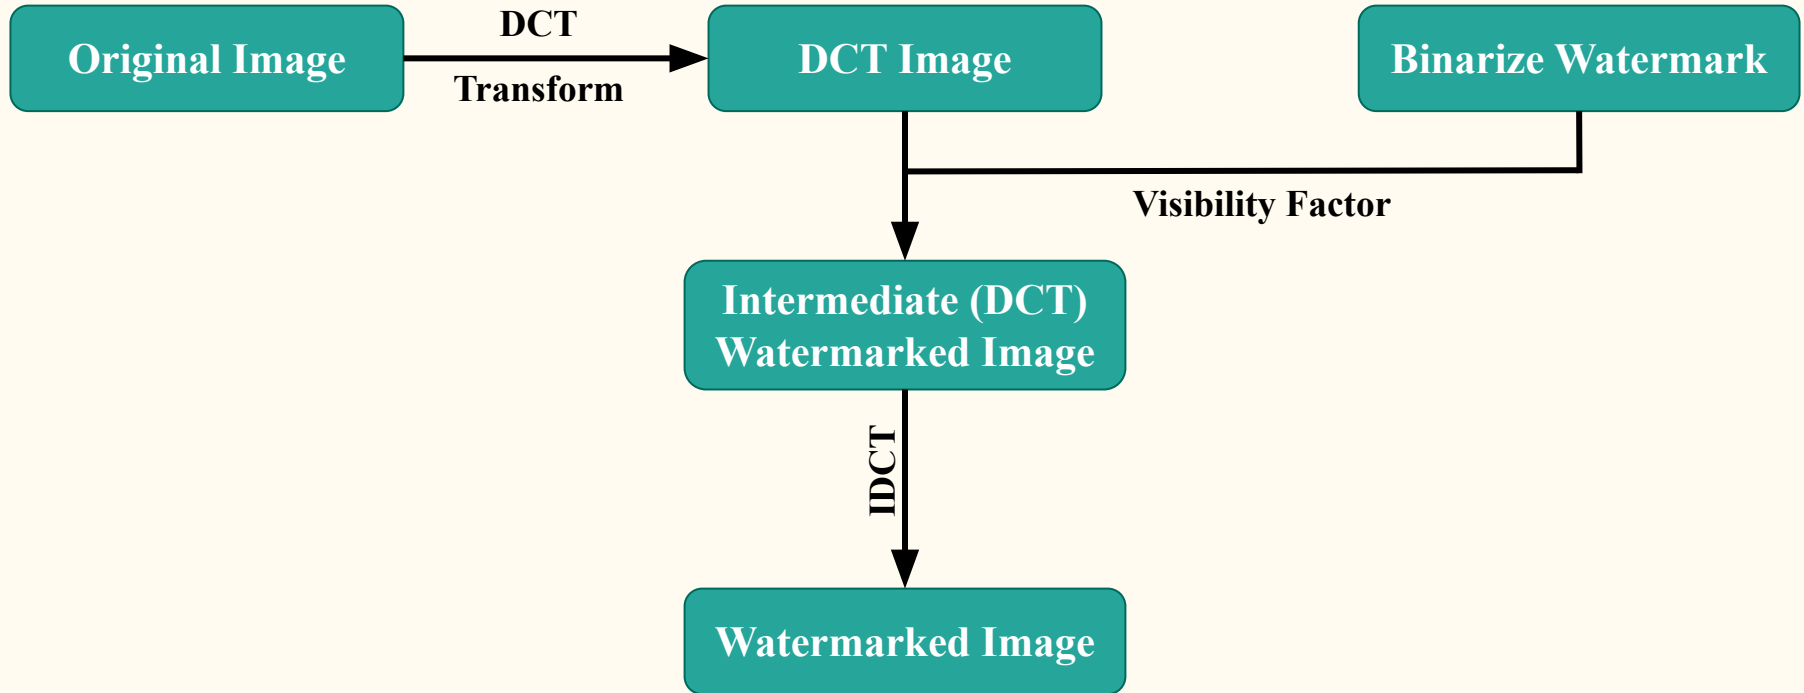 Original Image
DCT
Transform
DCT Image
Binarize Watermark
Visibility Factor
Intermediate (DCT)
Watermarked Image
IDCT
Watermarked Image